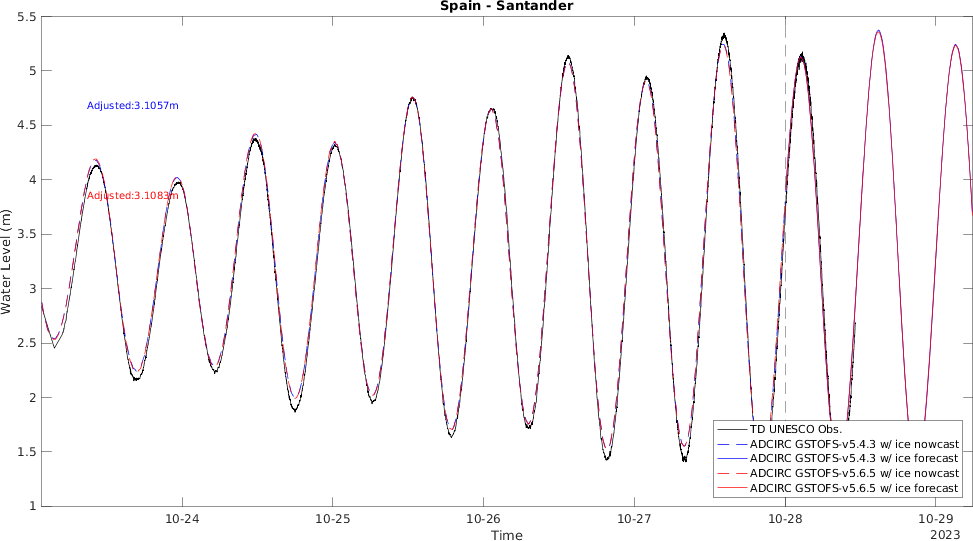 Spain - Santander
5.5
5
4.5
4
3.5
3
2.5
2
1.5
1
Water Level (m)
Adjusted:3.1057m
Adjusted:3.1083m
TD UNESCO Obs.
ADCIRC GSTOFS-v5.4.3 w/ ice nowcast
ADCIRC GSTOFS-v5.4.3 w/ ice forecast
ADCIRC GSTOFS-v5.6.5 w/ ice nowcast
ADCIRC GSTOFS-v5.6.5 w/ ice forecast
10-24 10-25 10-26 10-27 10-28 10-29
Time
2023